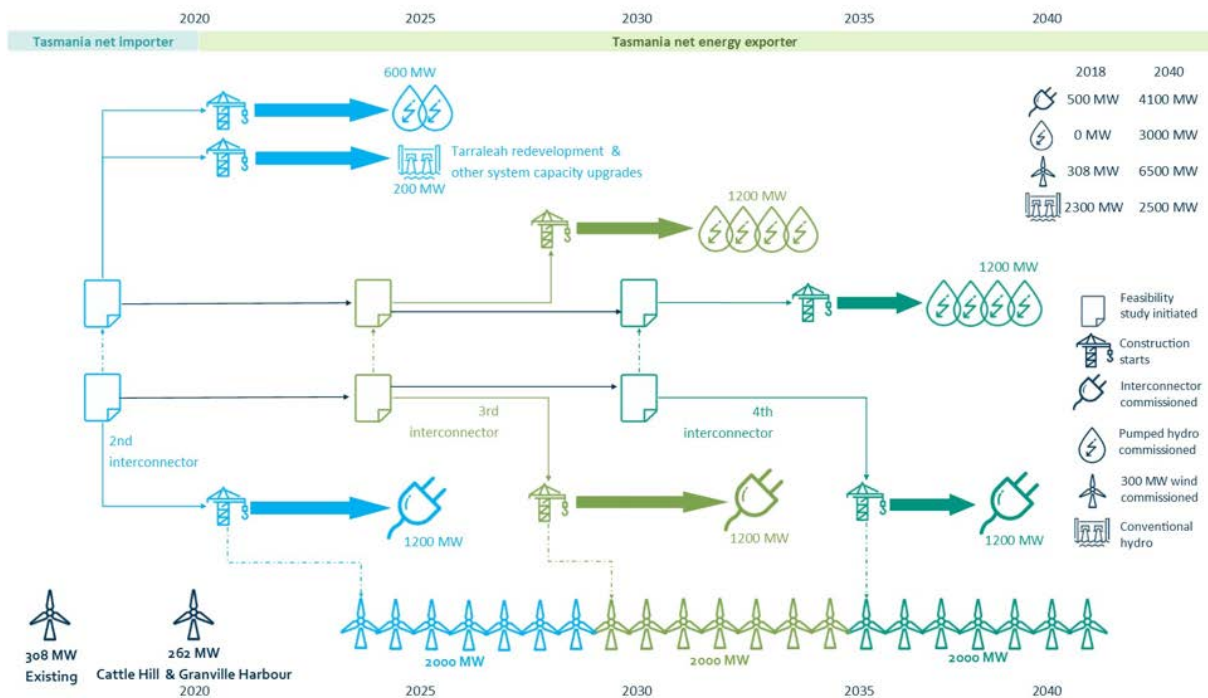 2020 2025 2030 2035 2040
Tasmania net importer Tasmania net energy exporter
600 MW
2018 2040
500 MW 4100 MW
0 MW 3000 MW
308 MW 6500 MW
2300 MW 2500 MW
Tarraleah redevelopment &
other system capacity upgrades
200 MW
1200 MW
1200 MW
Feasibility
study initiated
Construction
starts
Interconnector
commissioned
Pumped hydro
commissioned
300 MW wind
commissioned
Conventional
hydro
2nd
interconnector
3rd
interconnector
4th
interconnector
1200 MW
1200 MW
1200 MW
308 MW
Existing
262 MW
Cattle Hill & Granville Harbour
2000 MW
2000 MW
2000 MW
2020 2025 2030 2035 2040